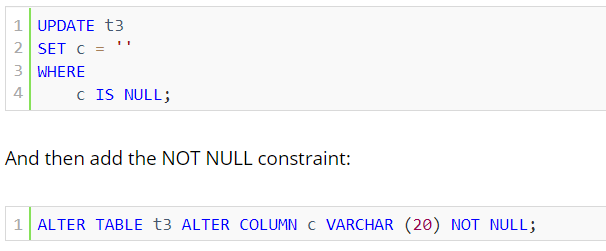 1 UPDATE t3
2 SET c = ''
3 WHERE
4 c IS NULL;
And then add the NOT NULL constraint:
1 ALTER TABLE t3 ALTER COLUMN c VARCHAR (20) NOT NULL;